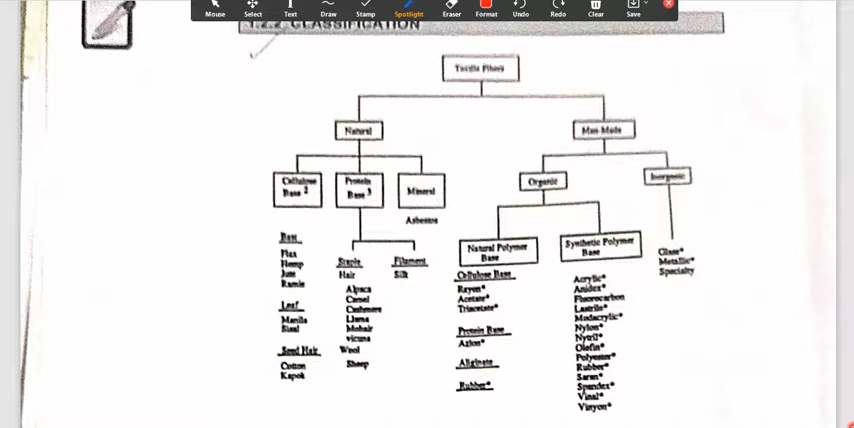 Mouse
Select
Text
Draw
Stamp
Spotlight
Eraser
Format
Undo
Redo
Clear
Save
1.2.2 CLASSIFICATION
Textile Fibers
Natural
Man-Made
Cellulose
Base 2
Protein
Base 3
Mineral
Organic
Inorganic
Asbestos
Natural Polymer
Base
Synthetic Polymer
Base
Bast
Flax
Hemp
Jute
Ramie
Leaf
Manila
Sisal
Seed Hair
Cotton
Kapok
Staple
Hair
Alpaca
Camel
Cashmere
Llama
Mohair
vicuna
Wool
Sheep
Filament
Silk
Cellulose Base
Rayon*
Acetate*
Triacetate*
Protein Base
Azlon*
Aliginate
Rubber*
Acrylic*
Anidex*
Fluorocarbon
Lastrile*
Modacrylic*
Nylon*
Nytril*
Olefin*
Polyester*
Rubber*
Saran*
Spandex*
Vinal*
Vinyon*
Glass*
Metallic*
Specialty